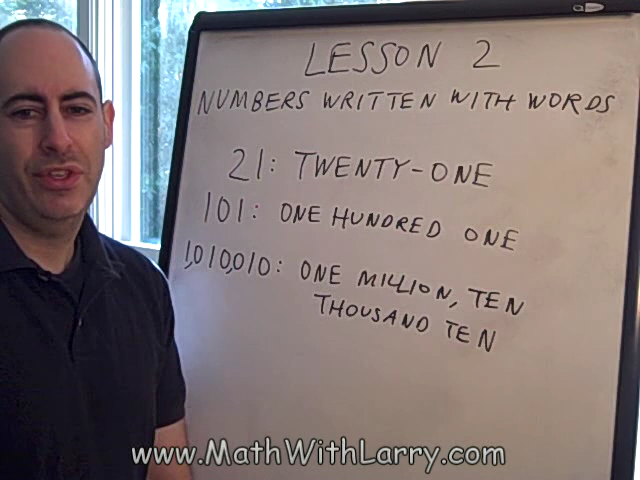 LESSON 2
NUMBERS WRITTEN WITH WORDS
21: TWENTY-ONE
101: ONE HUNDRED ONE
1,010,010: ONE MILLION, TEN
THOUSAND TEN
www.MathWithLarry.com